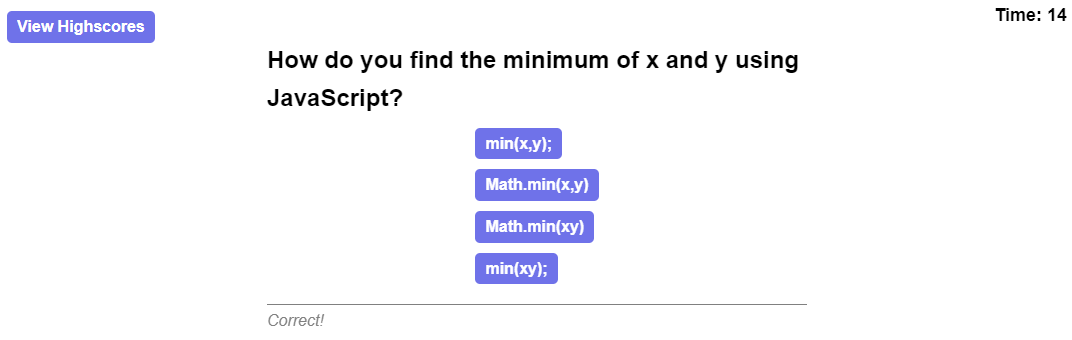 View Highscores
Time: 14
How do you find the minimum of x and y using
JavaScript?
min(x,y);
Math.min(x,y)
Math.min(xy)
min(xy);
Correct!